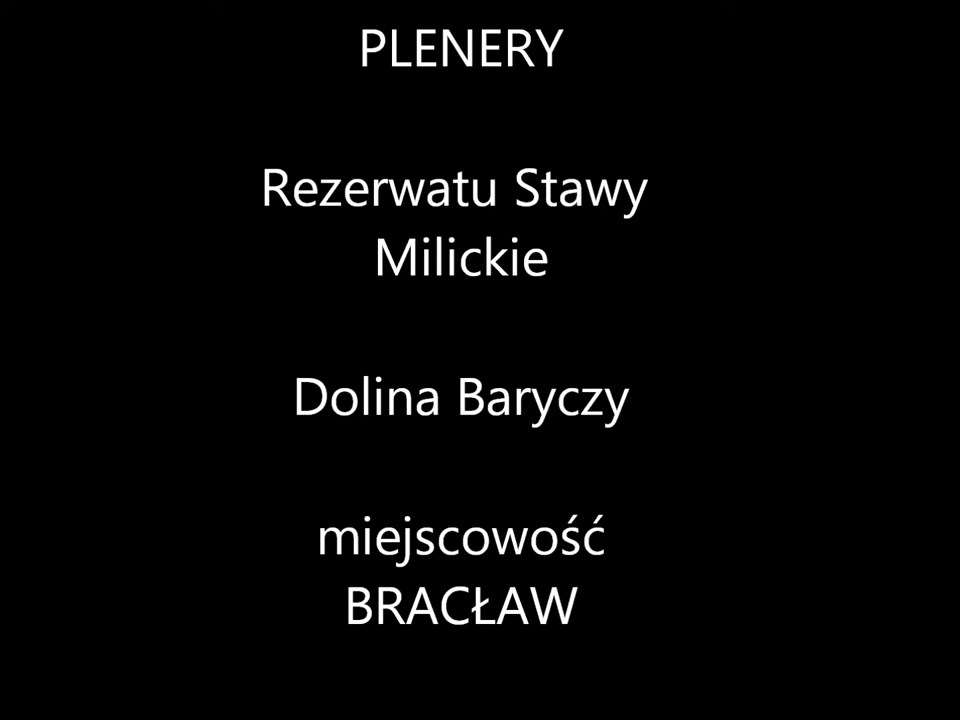 PLENERY
Rezerwatu Stawy
Milickie
Dolina Baryczy
miejscowość
BRACŁAW